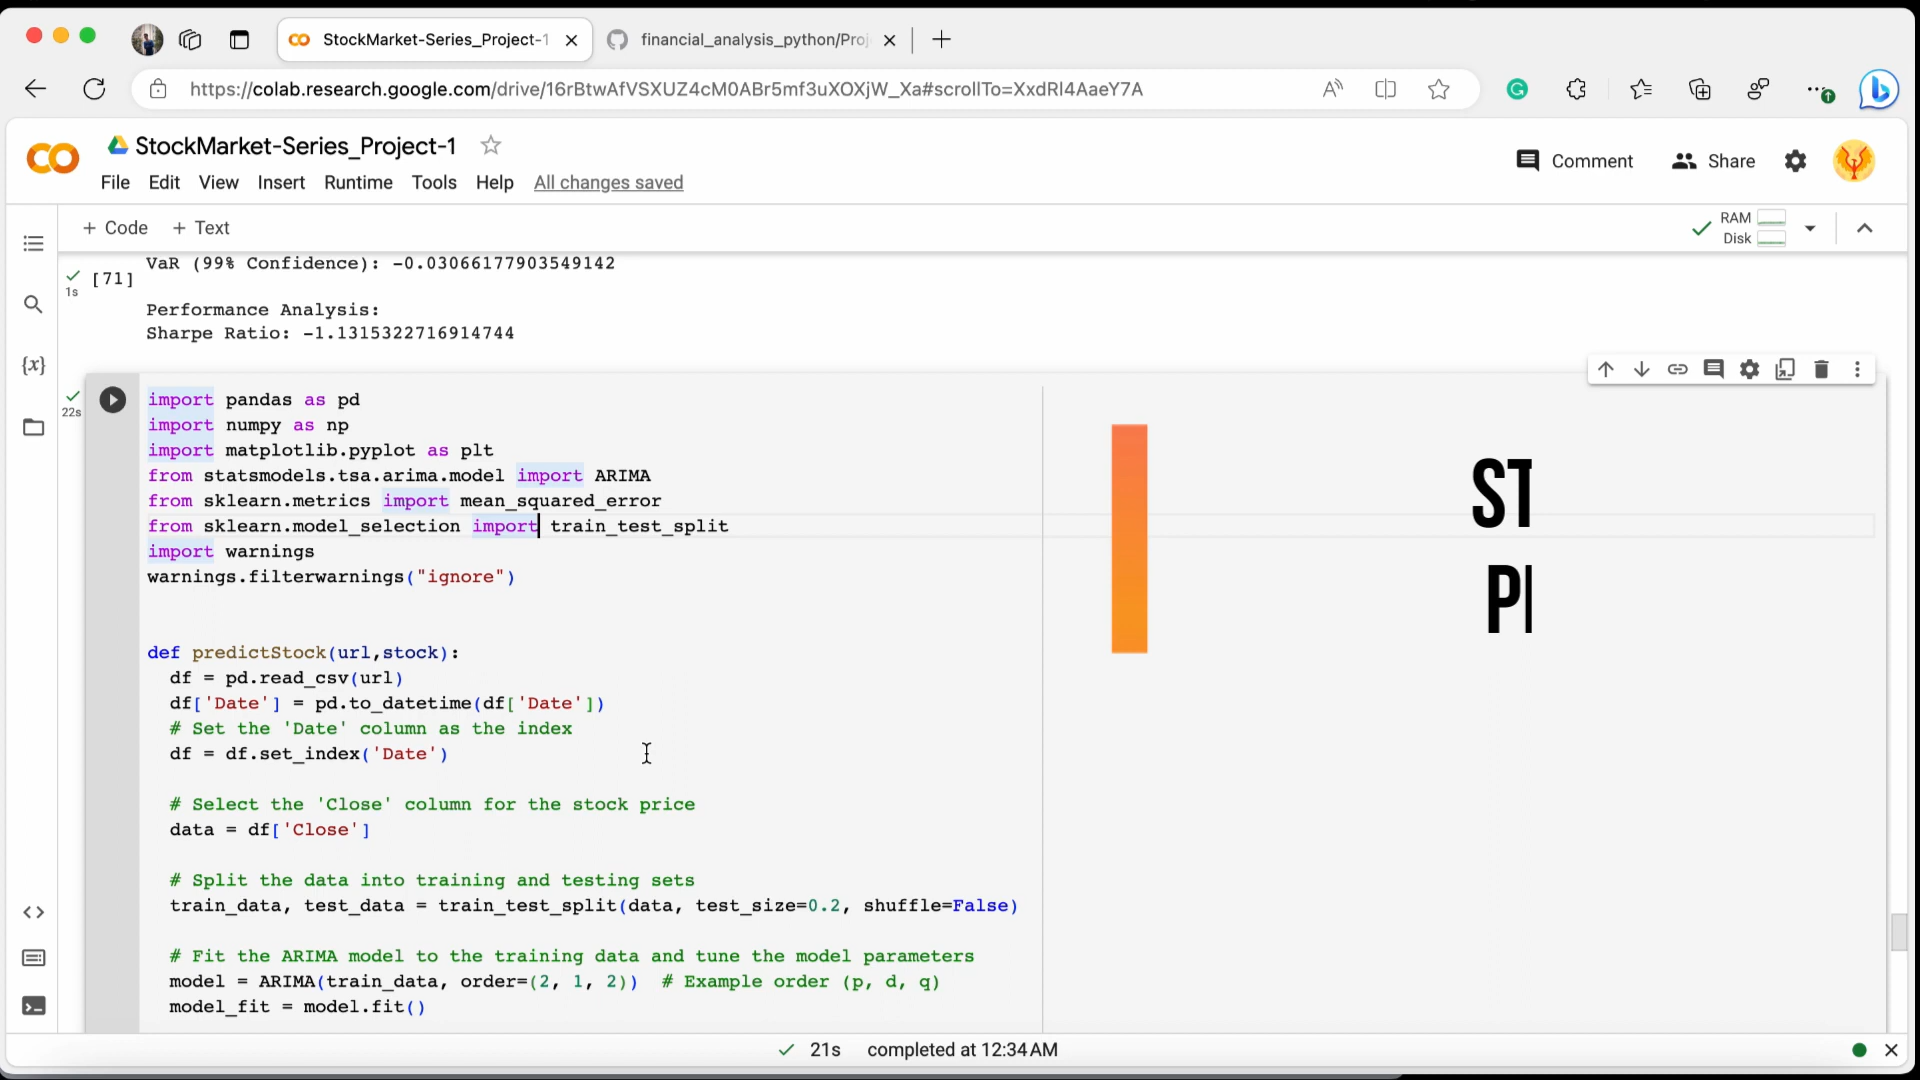 StockMarket-Series_Project-1
financial_analysis_python/Proj
https://colab.research.google.com/drive/16rBtwAfVSXUZ4cM0ABr5mf3uXOXjW_Xa#scrollTo=XxdRl4AaeY7A
StockMarket-Series_Project-1
Comment
Share
File Edit View Insert Runtime Tools Help All changes saved
+ Code + Text
RAM
Disk
VaR (99% Confidence): -0.03066177903549142
1s
[71]
Performance Analysis:
Sharpe Ratio: -1.1315322716914744
22s
import pandas as pd
import numpy as np
import matplotlib.pyplot as plt
from statsmodels.tsa.arima.model import ARIMA
from sklearn.metrics import mean_squared_error
from sklearn.model_selection import train_test_split
import warnings
warnings.filterwarnings("ignore")
def predictStock(url,stock):
df = pd.read_csv(url)
df['Date'] = pd.to_datetime(df['Date'])
# Set the 'Date' column as the index
df = df.set_index('Date')
# Select the 'Close' column for the stock price
data = df['Close']
# Split the data into training and testing sets
train_data, test_data = train_test_split(data, test_size=0.2, shuffle=False)
# Fit the ARIMA model to the training data and tune the model parameters
model = ARIMA(train_data, order=(2, 1, 2)) # Example order (p, d, q)
model_fit = model.fit()
ST
P
21s completed at 12:34 AM